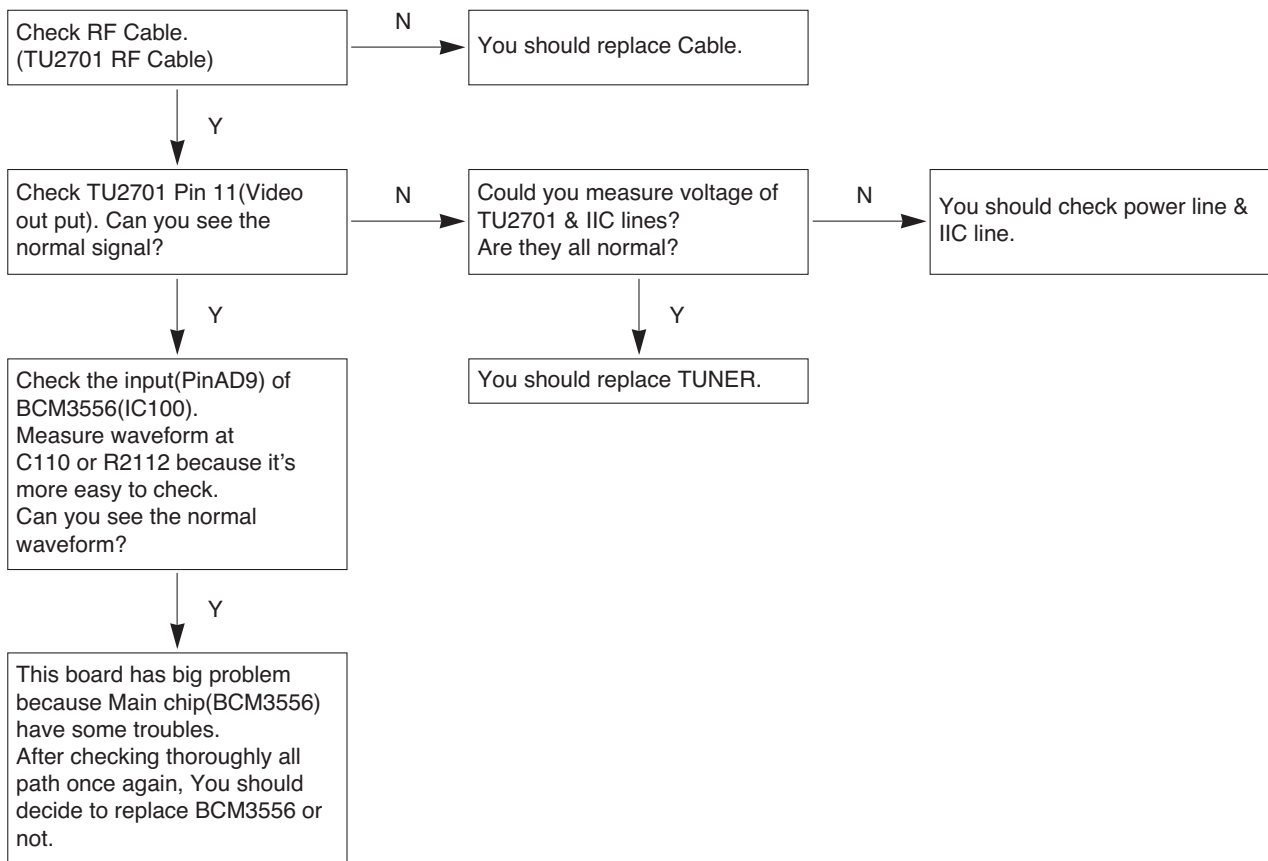 Check RF Cable.
(TU2701 RF Cable)
N
You should replace Cable.
Y
Check TU2701 Pin 11(Video
out put). Can you see the
normal signal?
N
Could you measure voltage of
TU2701 & IIC lines?
Are they all normal?
N
You should check power line &
IIC line.
Y
Y
Check the input(PinAD9) of
BCM3556(IC100).
Measure waveform at
C110 or R2112 because it's
more easy to check.
Can you see the normal
waveform?
You should replace TUNER.
Y
This board has big problem
because Main chip(BCM3556)
have some troubles.
After checking thoroughly all
path once again, You should
decide to replace BCM3556 or
not.